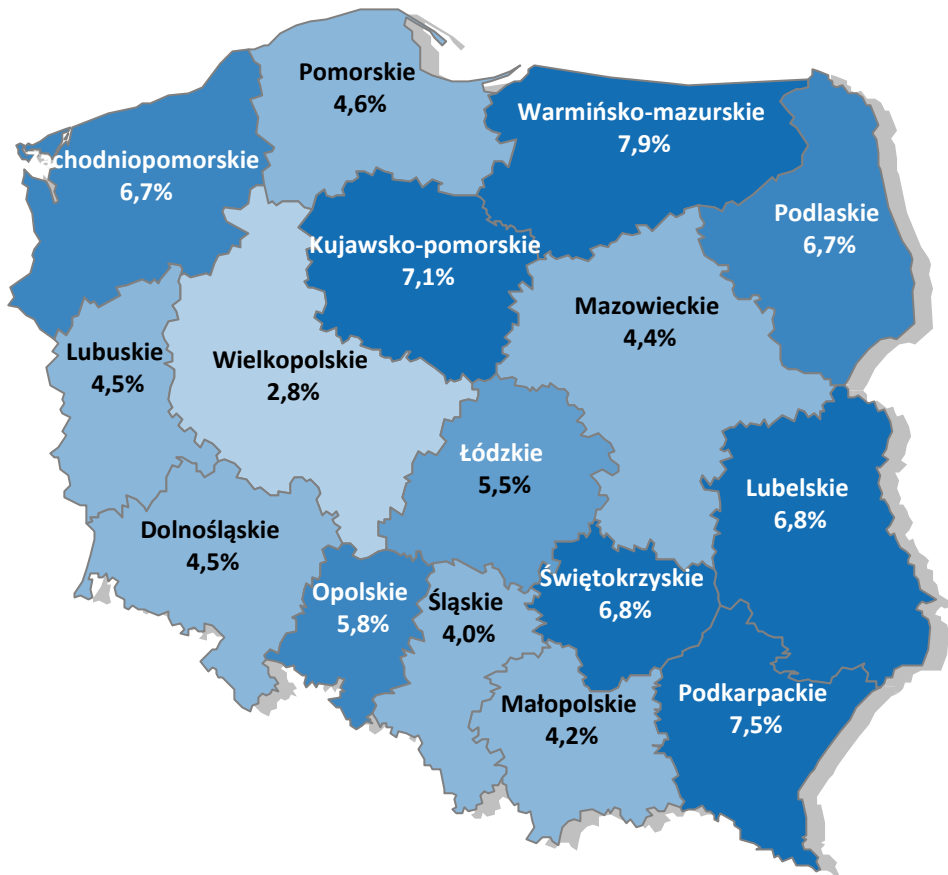 Pomorskie
4,6%
Warmińsko-mazurskie
7,9%
Zachodniopomorskie
6,7%
Podlaskie
6,7%
Kujawsko-pomorskie
7,1%
Mazowieckie
4,4%
Lubuskie
4,5%
Wielkopolskie
2,8%
Łódzkie
5,5%
Lubelskie
6,8%
Dolnośląskie
4,5%
Opolskie
5,8%
Śląskie
4,0%
Świętokrzyskie
6,8%
Małopolskie
4,2%
Podkarpackie
7,5%